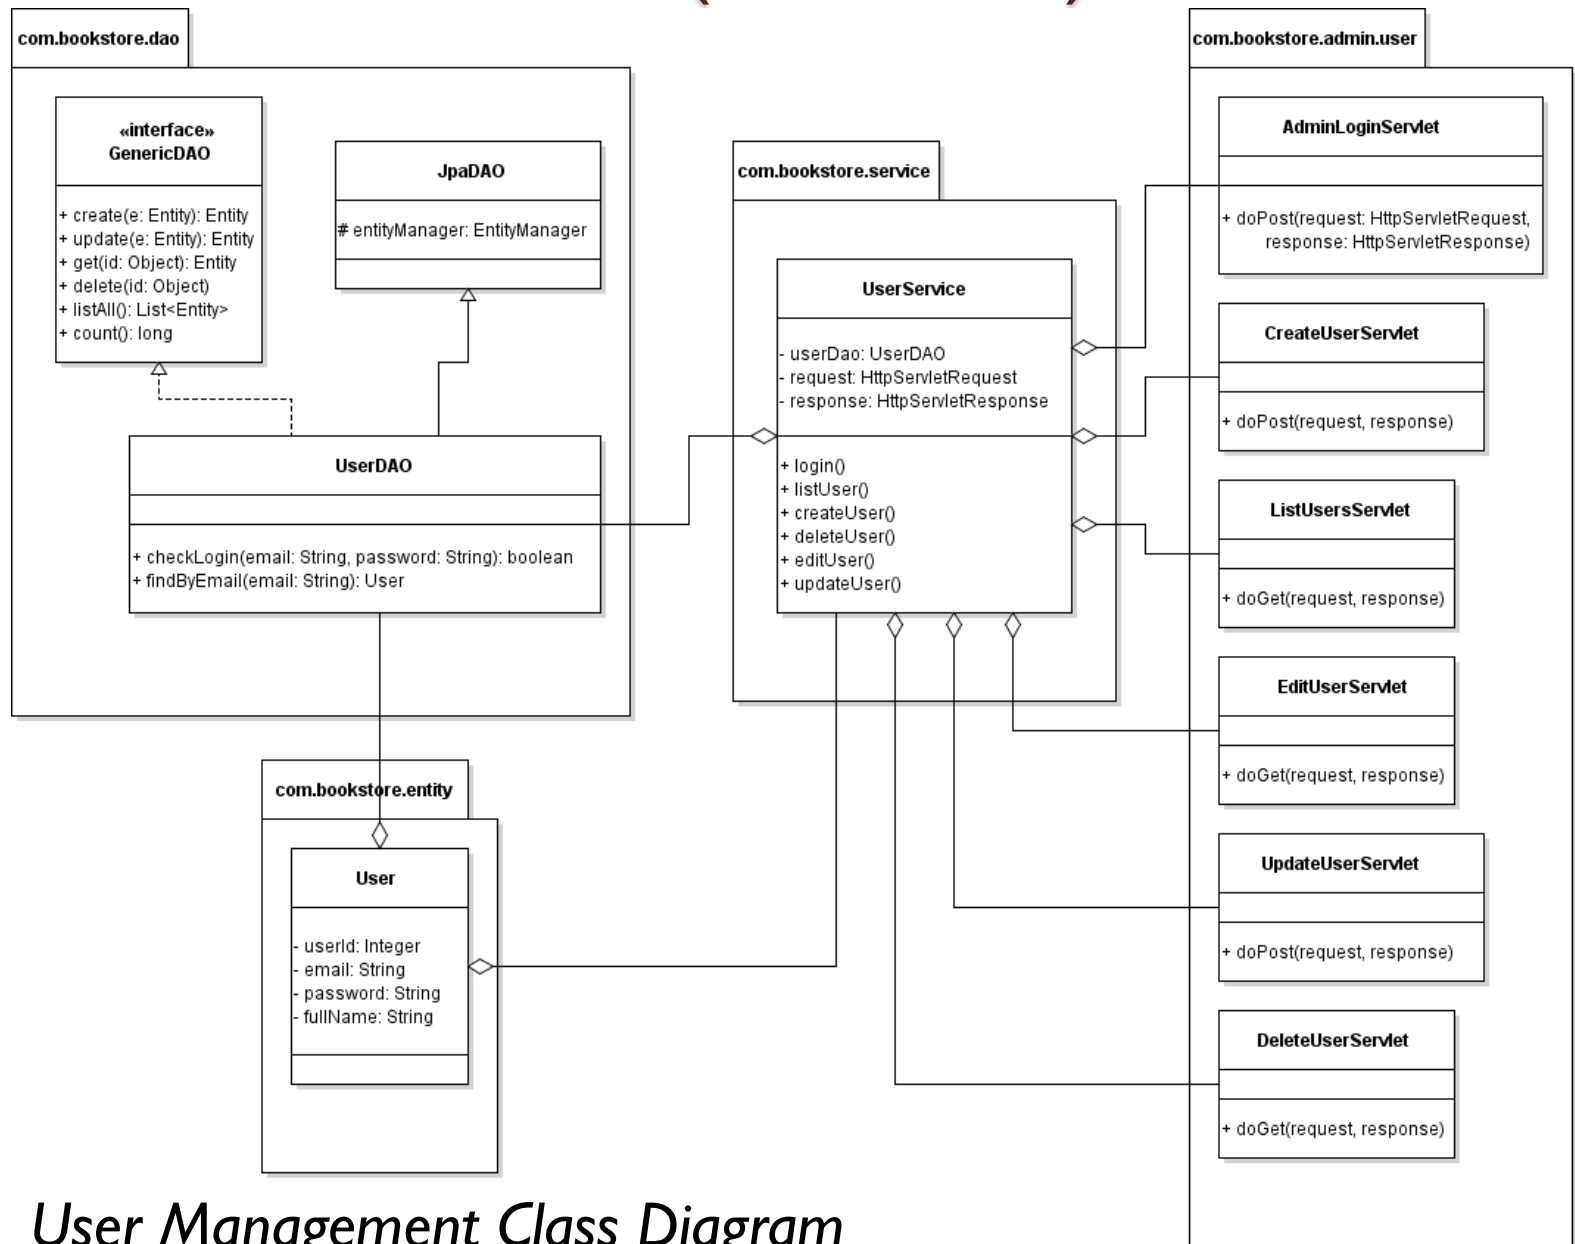 com.bookstore.dao
«interface»
GenericDAO
+ create(e: Entity): Entity
+ update(e: Entity): Entity
+ get(id: Object): Entity
+ delete(id: Object)
+ listAll(): List<Entity>
+ count(): long
JpaDAO
# entityManager: EntityManager
UserDAO
+ checkLogin(email: String, password: String): boolean
+ findByEmail(email: String): User
com.bookstore.entity
User
- userId: Integer
- email: String
- password: String
- fullName: String
com.bookstore.service
UserService
- userDao: UserDAO
- request: HttpServletRequest
- response: HttpServletResponse
+ login()
+ listUser()
+ createUser()
+ deleteUser()
+ editUser()
+ updateUser()
com.bookstore.admin.user
AdminLoginServlet
+ doPost(request: HttpServletRequest,
response: HttpServletResponse)
CreateUserServlet
+ doPost(request, response)
ListUsersServlet
+ doGet(request, response)
EditUserServlet
+ doGet(request, response)
UpdateUserServlet
+ doPost(request, response)
DeleteUserServlet
+ doGet(request, response)
User Management Class Diagram